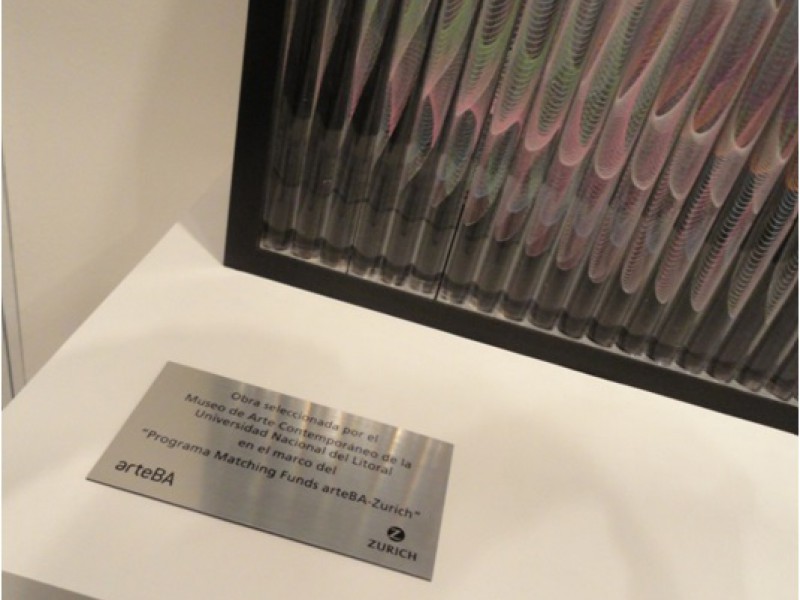 Obra seleccionada por el
Museo de Arte Contemporáneo de la
Universidad Nacional del Litoral
en el marco del
"Programa Matching Funds arteBA-Zurich"
arteBA
Z
ZURICH